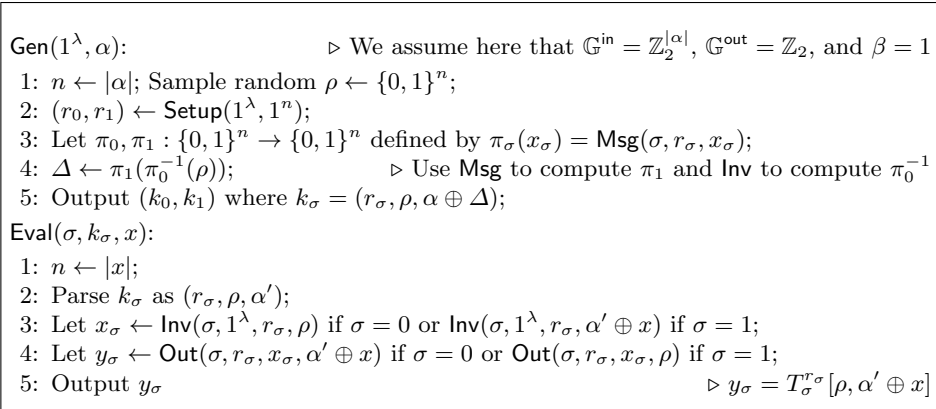 Gen(1^λ, α): ▷ We assume here that 𝔾^in = ℤ_2^{|α|}, 𝔾^out = ℤ_2, and β = 1
1: n ← |α|; Sample random ρ ← {0, 1}^n;
2: (r_0, r_1) ← Setup(1^λ, 1^n);
3: Let π_0, π_1 : {0, 1}^n → {0, 1}^n defined by π_σ(x_σ) = Msg(σ, r_σ, x_σ);
4: Δ ← π_1(π_0^{-1}(ρ)); ▷ Use Msg to compute π_1 and Inv to compute π_0^{-1}
5: Output (k_0, k_1) where k_σ = (r_σ, ρ, α ⊕ Δ);
Eval(σ, k_σ, x):
1: n ← |x|;
2: Parse k_σ as (r_σ, ρ, α′);
3: Let x_σ ← Inv(σ, 1^λ, r_σ, ρ) if σ = 0 or Inv(σ, 1^λ, r_σ, α′ ⊕ x) if σ = 1;
4: Let y_σ ← Out(σ, r_σ, x_σ, α′ ⊕ x) if σ = 0 or Out(σ, r_σ, x_σ, ρ) if σ = 1;
5: Output y_σ ▷ y_σ = T_σ^{r_σ}[ρ, α′ ⊕ x]